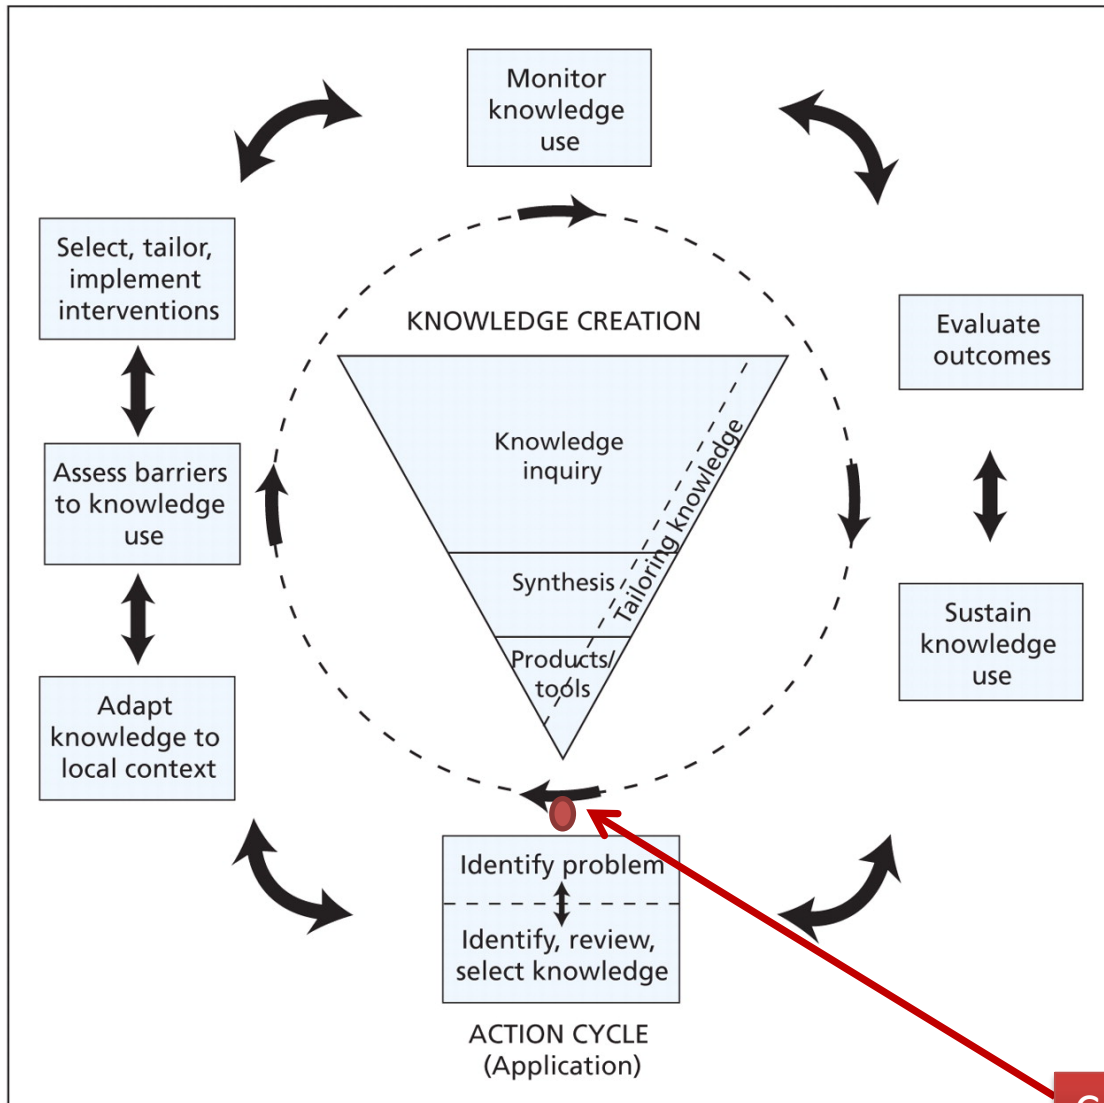 Monitor
knowledge
use
Select, tailor,
implement
interventions
KNOWLEDGE CREATION
Evaluate
outcomes
Knowledge
inquiry
Tailoring knowledge
Assess barriers
to knowledge
use
Synthesis
Sustain
knowledge
use
Products/
tools
Adapt
knowledge to
local context
Identify problem
Identify, review,
select knowledge
ACTION CYCLE
(Application)